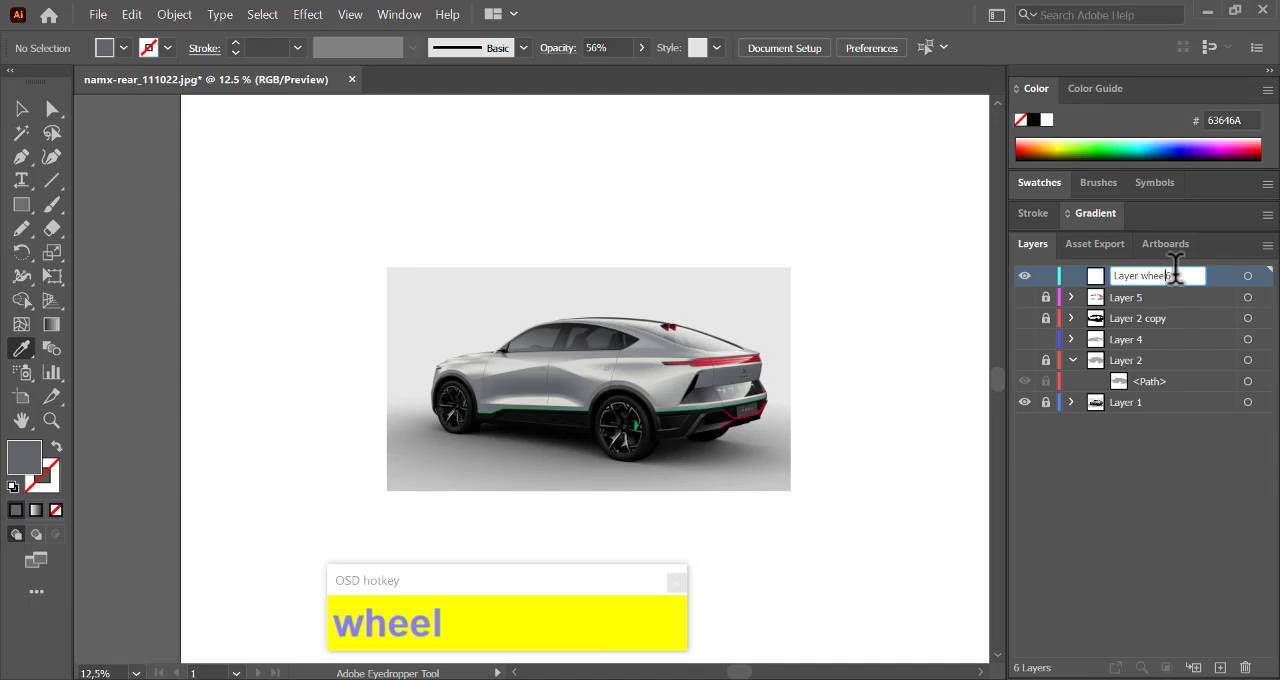 Ai File Edit Object Type Select Effect View Window Help Search Adobe Help
No Selection Stroke: Basic Opacity: 56% Style: Document Setup Preferences
namx-rear_111022.jpg* @ 12.5 % (RGB/Preview)
Color Color Guide
# 63646A
Swatches Brushes Symbols
Stroke Gradient
Layers Asset Export Artboards
Layer wheel6
Layer 5
Layer 2 copy
Layer 4
Layer 2
<Path>
Layer 1
OSD hotkey
wheel
12,5% 1 Adobe Eyedropper Tool
6 Layers